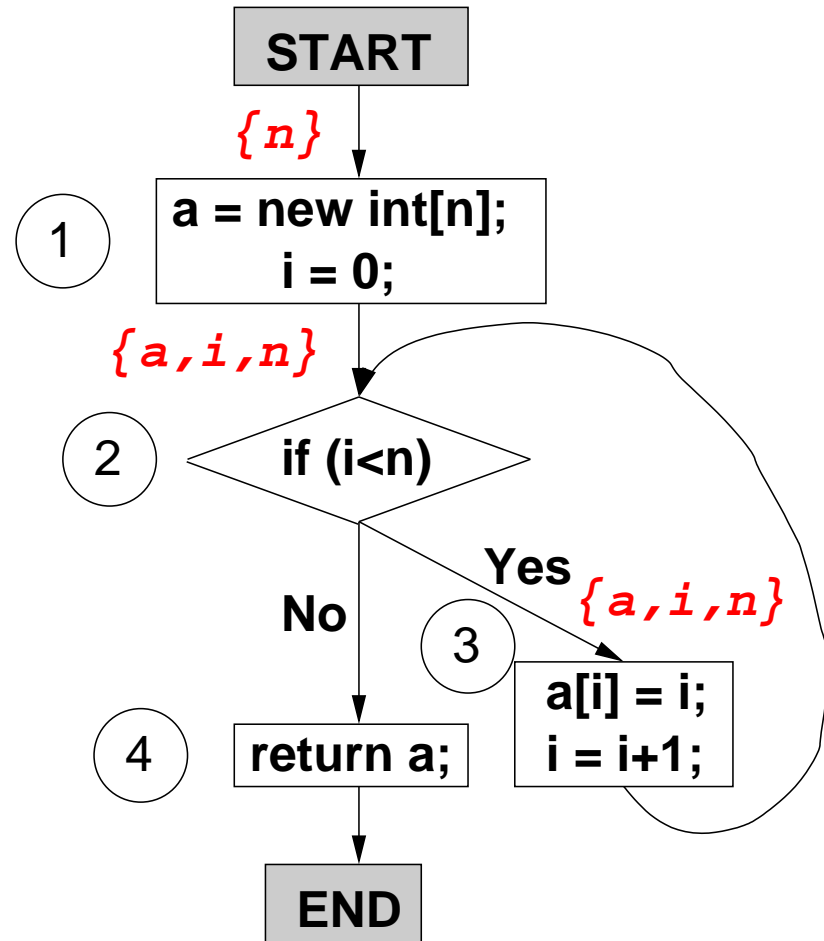 START
{n}
1
a = new int[n];
i = 0;
{a,i,n}
2
if (i<n)
Yes
{a,i,n}
No
3
a[i] = i;
i = i+1;
4
return a;
END